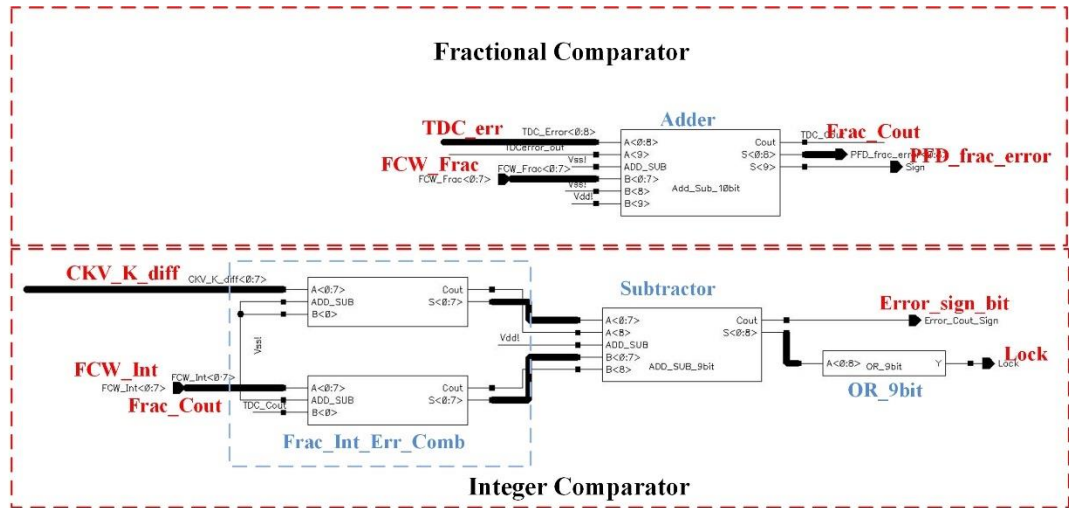 Fractional Comparator
TDC_err
TDC_Error<0:8>
TDCerror_out
Vss!
FCW_Frac
FCW_Frac<0:7>
FCW_Frac<0:7>
Vss!
Vdd!
Adder
A<0:8>
A<9>
ADD_SUB
B<0:7>
B<8>
B<9>
Add_Sub_10bit
Cout
S<0:8>
S<9>
Frac_Cout
PFD_frac_error
Sign
CKV_K_diff
CKV_K_diff<0:7>
A<0:7>
ADD_SUB
B<0>
Cout
S<0:7>
Vss!
FCW_Int
FCW_Int<0:7>
FCW_Int<0:7>
Frac_Cout
TDC_Cout
A<0:7>
ADD_SUB
B<0>
Cout
S<0:7>
Frac_Int_Err_Comb
Subtractor
Vdd!
A<0:7>
A<8>
ADD_SUB
B<0:7>
B<8>
ADD_SUB_9bit
Cout
S<0:8>
Error_sign_bit
Error_Cout_Sign
A<0:8>
OR_9bit
Y
Lock
Lock
OR_9bit
Integer Comparator